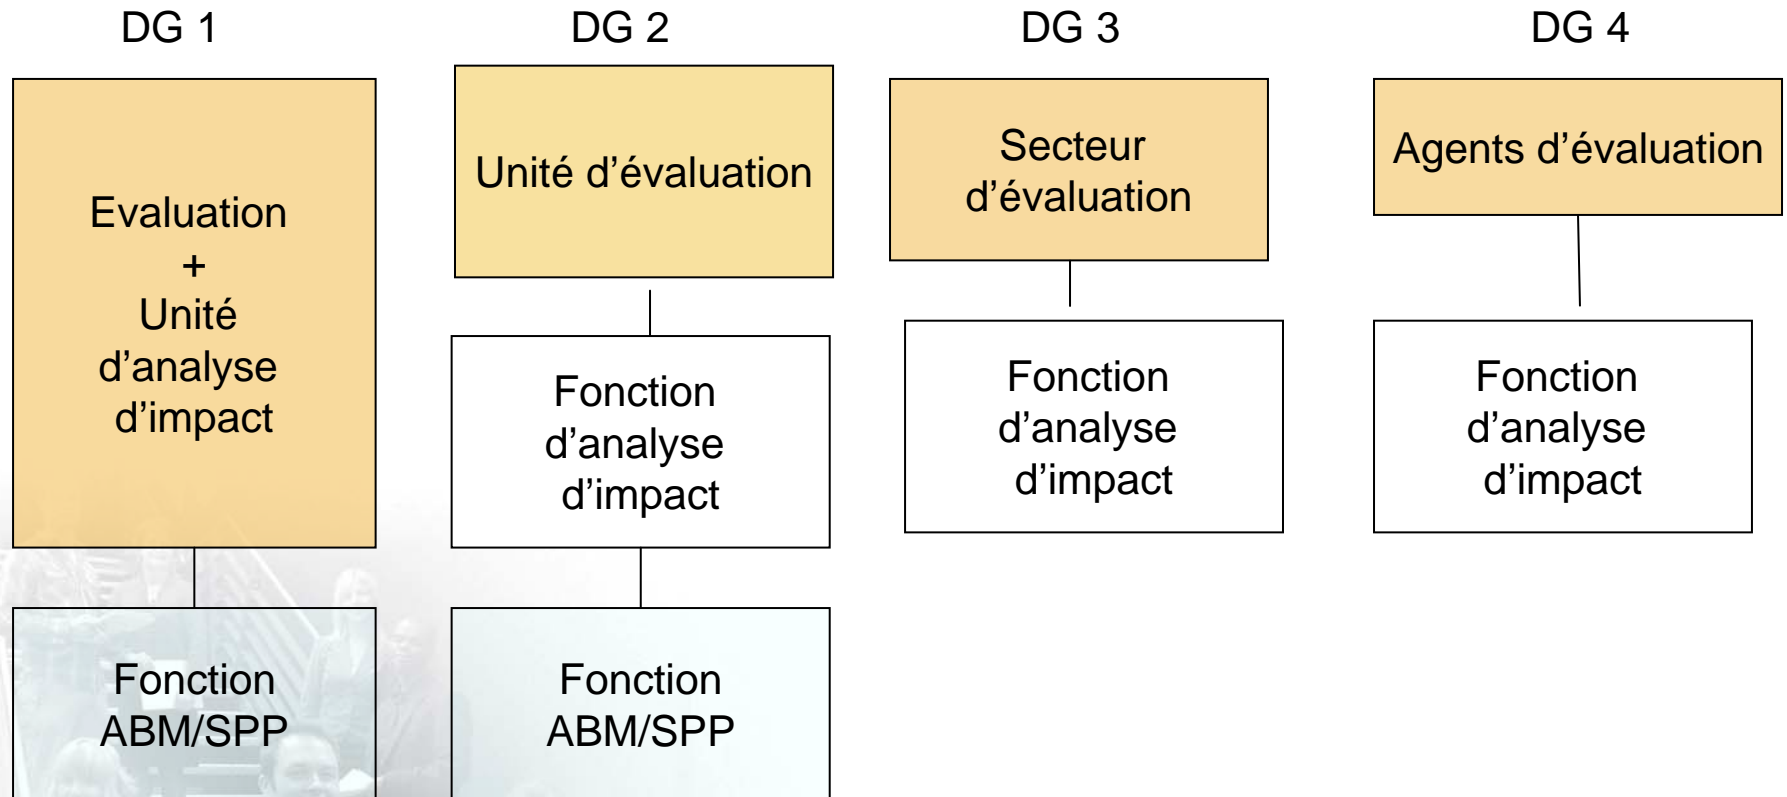 DG 1
DG 2
DG 3
DG 4
Evaluation
+
Unité
d’analyse
d’impact
Unité d’évaluation
Secteur
d’évaluation
Agents d’évaluation
Fonction
d’analyse
d’impact
Fonction
d’analyse
d’impact
Fonction
d’analyse
d’impact
Fonction
ABM/SPP
Fonction
ABM/SPP